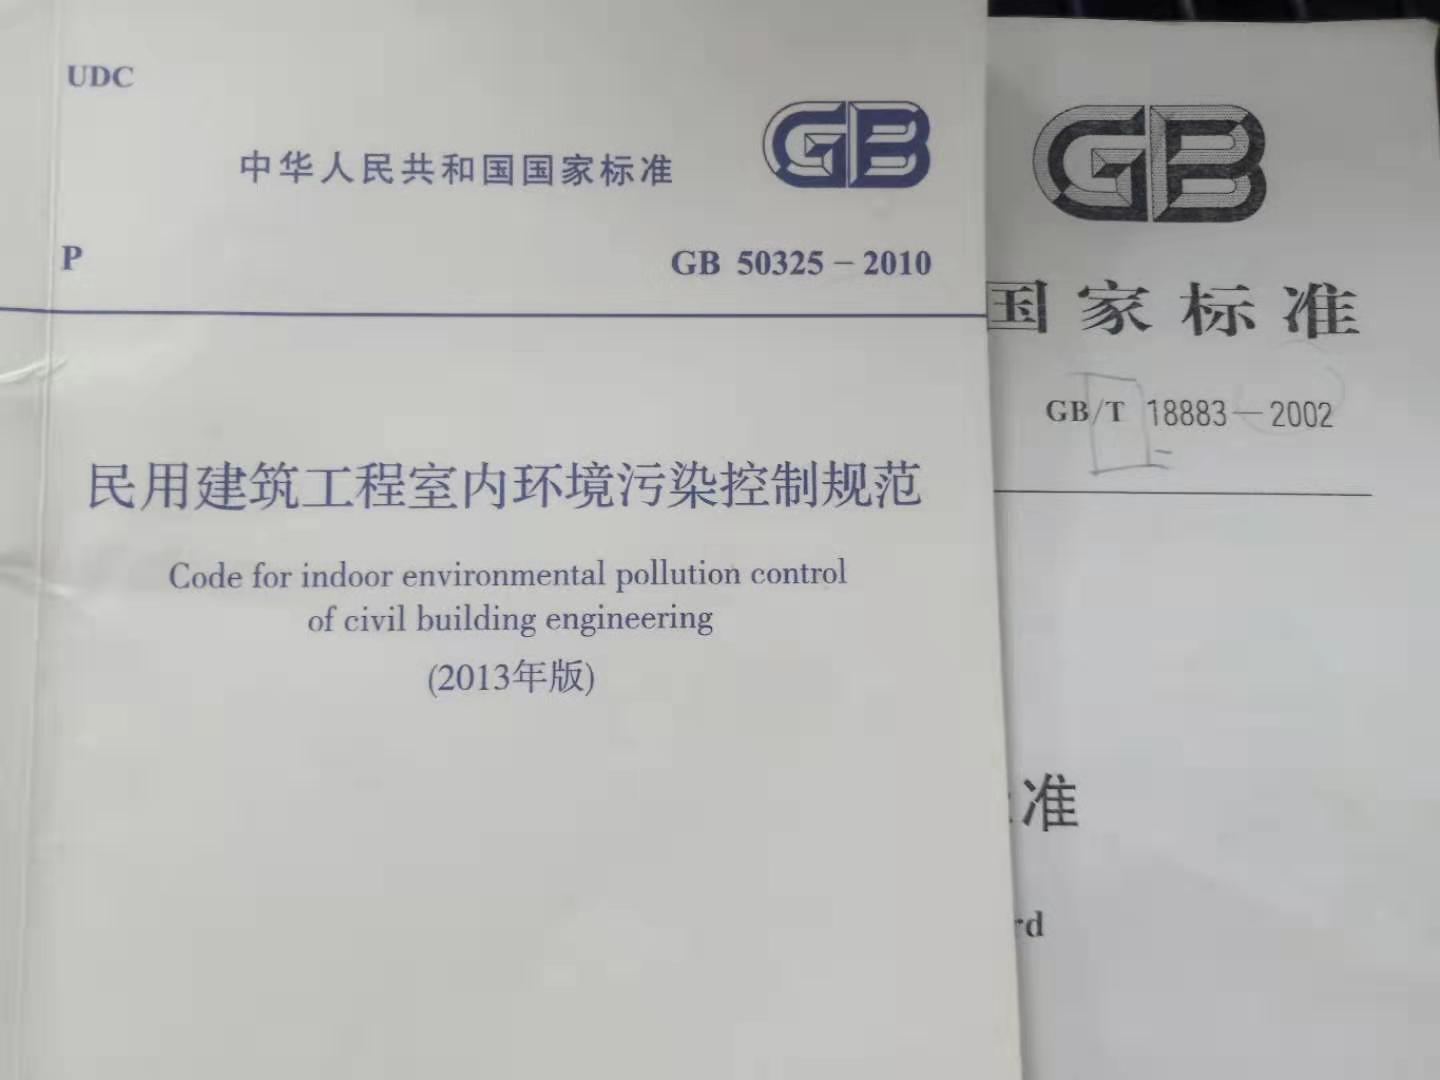 UDC
中华人民共和国国家标准
GB
P
GB 50325－2010
民用建筑工程室内环境污染控制规范
Code for indoor environmental pollution control
of civil building engineering
(2013年版)
GB
国家标准
GB/T 18883—2002
准
rd